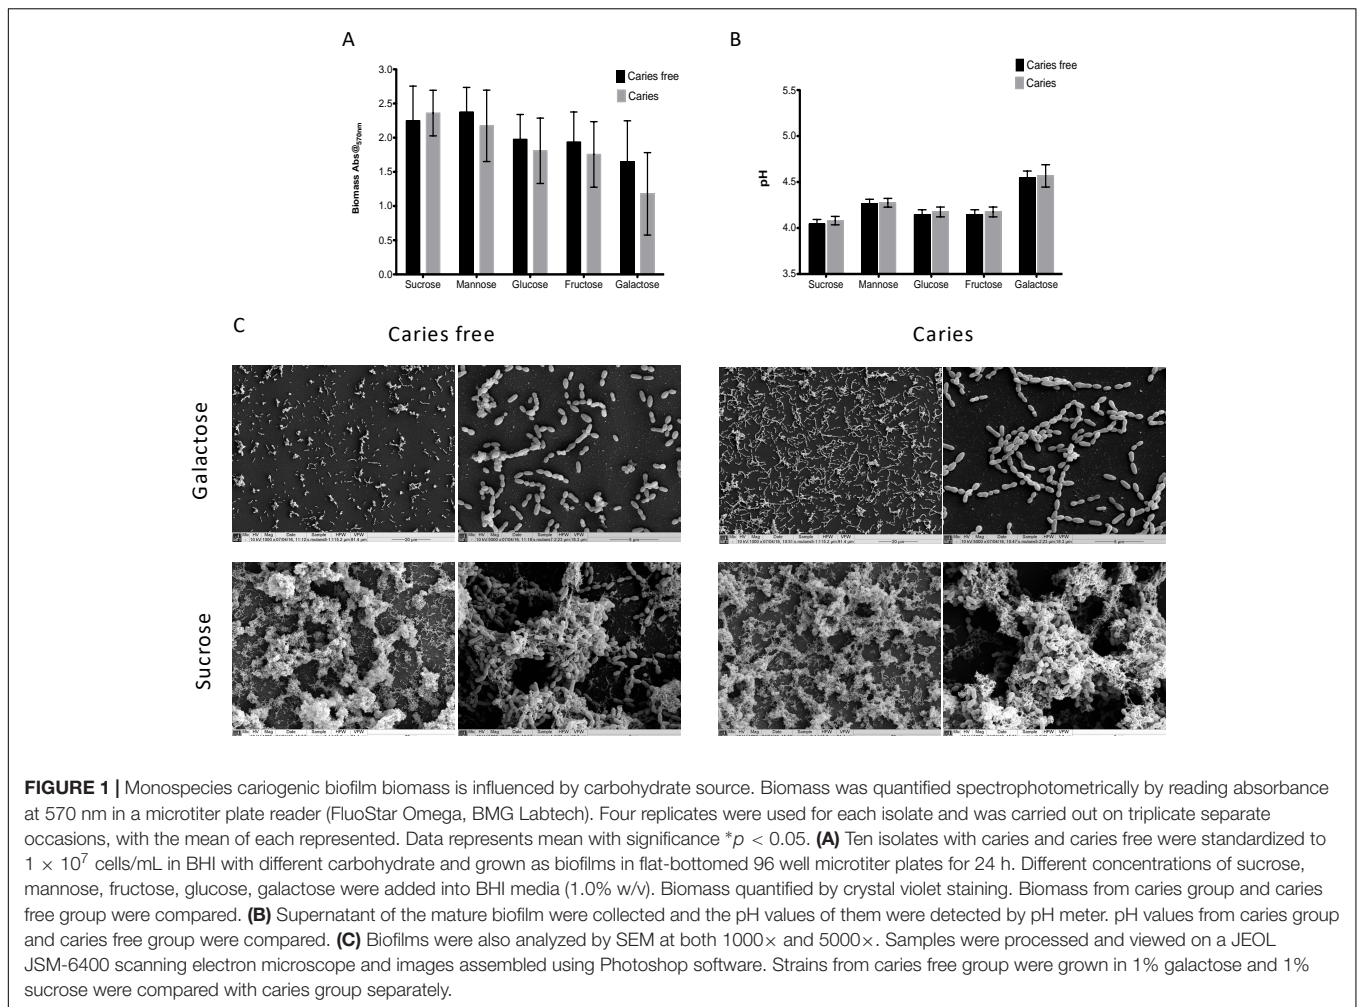 A
B
3.0
2.5
2.0
1.5
1.0
0.5
0.0
Biomass Abs@570nm
Caries free
Caries
Sucrose Mannose Glucose Fructose Galactose
5.5
5.0
4.5
4.0
3.5
pH
Caries free
Caries
Sucrose Mannose Glucose Fructose Galactose
C
Caries free
Caries
Galactose
Sucrose
FIGURE 1 | Monospecies cariogenic biofilm biomass is influenced by carbohydrate source. Biomass was quantified spectrophotometrically by reading absorbance
at 570 nm in a microtiter plate reader (FluoStar Omega, BMG Labtech). Four replicates were used for each isolate and was carried out on triplicate separate
occasions, with the mean of each represented. Data represents mean with significance *p < 0.05. (A) Ten isolates with caries and caries free were standardized to
1 × 10⁷ cells/mL in BHI with different carbohydrate and grown as biofilms in flat-bottomed 96 well microtiter plates for 24 h. Different concentrations of sucrose,
mannose, fructose, glucose, galactose were added into BHI media (1.0% w/v). Biomass quantified by crystal violet staining. Biomass from caries group and caries
free group were compared. (B) Supernatant of the mature biofilm were collected and the pH values of them were detected by pH meter. pH values from caries group
and caries free group were compared. (C) Biofilms were also analyzed by SEM at both 1000× and 5000×. Samples were processed and viewed on a JEOL
JSM-6400 scanning electron microscope and images assembled using Photoshop software. Strains from caries free group were grown in 1% galactose and 1%
sucrose were compared with caries group separately.